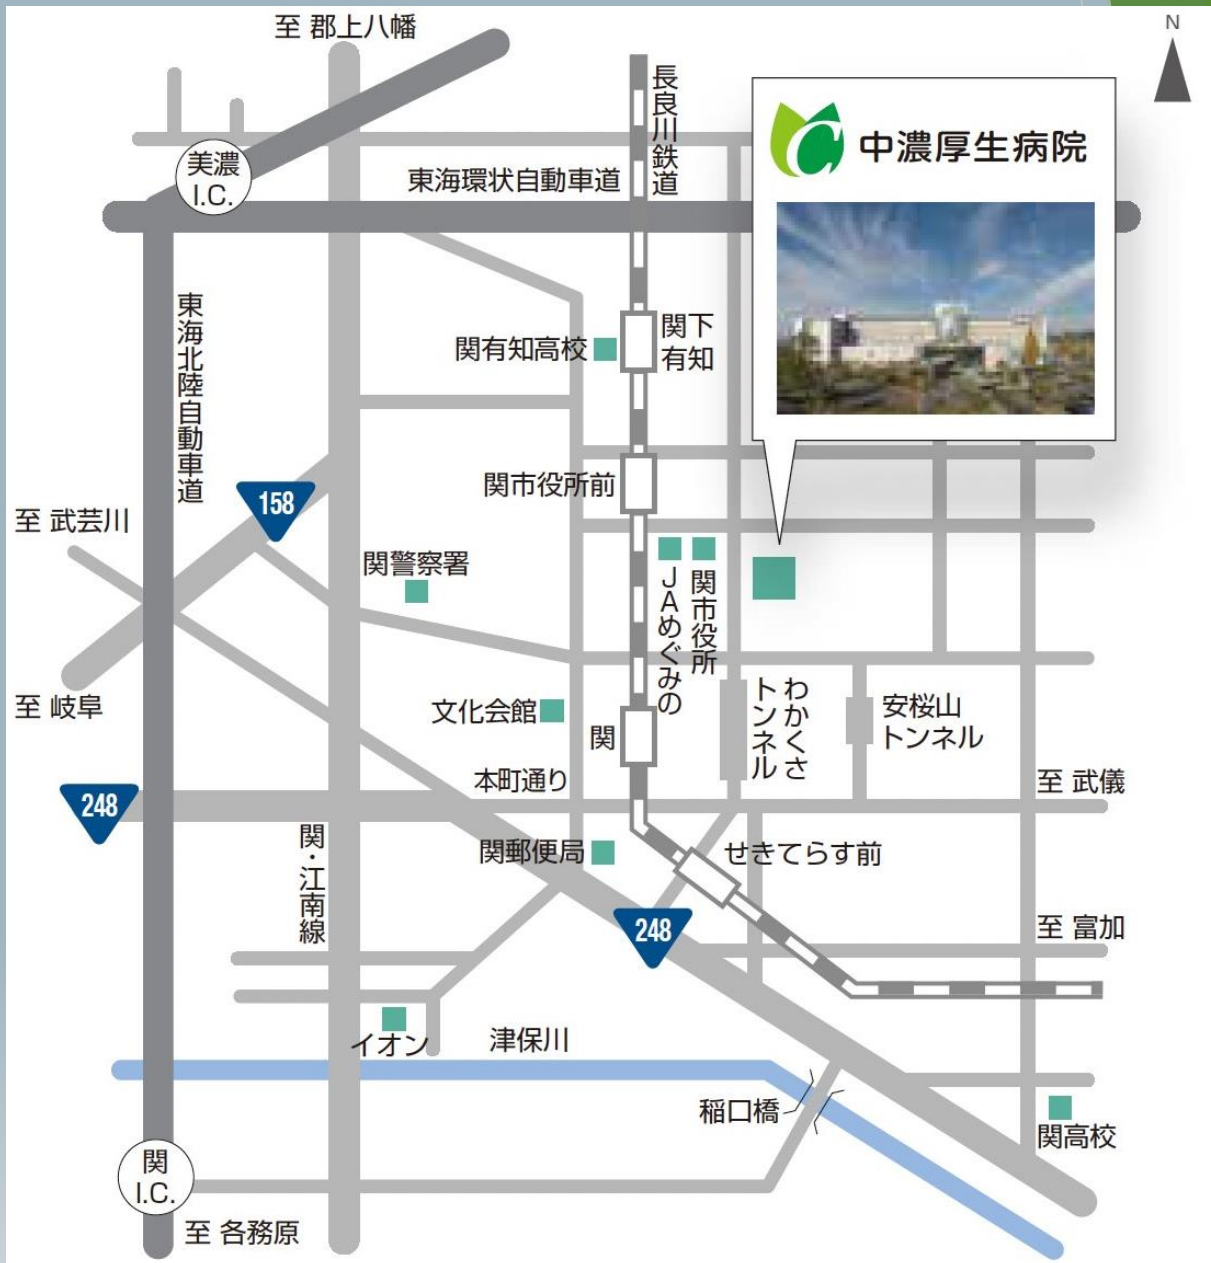 至 郡上八幡
N
長良川鉄道
中濃厚生病院
美濃
I.C.
東海環状自動車道
東海北陸自動車道
関有知高校
関下
有知
関市役所前
158
至 武芸川
関警察署
JAめぐみの
関市役所
至 岐阜
文化会館
関
わかくさ
トンネル
安桜山
トンネル
本町通り
至 武儀
248
関・江南線
関郵便局
せきてらす前
248
至 富加
イオン
津保川
稲口橋
関高校
関
I.C.
至 各務原